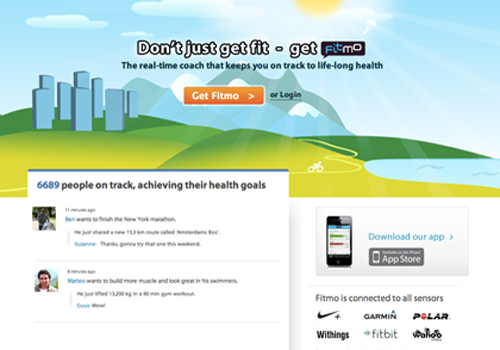 Don't just get fit - get fitmo
The real-time coach that keeps you on track to life-long health
Get Fitmo >
or Login
6689 people on track, achieving their health goals
11 minutes ago
Ben wants to finish the New York marathon.
He just shared a new 15,3 km route called 'Amsterdams Bos'.
Suzanne: Thanks, gonna try that one this weekend.
8 minutes ago
Matteo wants to build more muscle and look great in his swimmers.
He just lifted 13,200 kg in a 90 min gym workout.
Guus: Wow!
Download our app >
Available on the iPhone
App Store
Fitmo is connected to all sensors
GARMIN
POLAR.
Withings
fitbit
wahoo
FITNESS